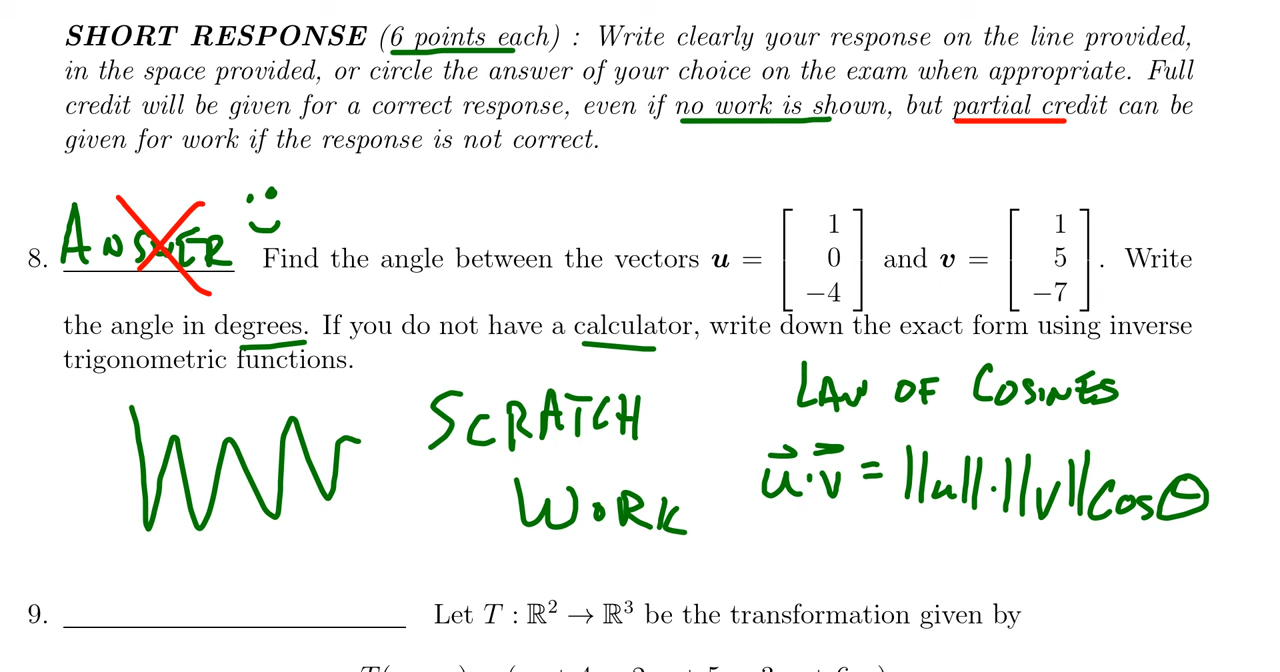 SHORT RESPONSE (6 points each) : Write clearly your response on the line provided,
in the space provided, or circle the answer of your choice on the exam when appropriate. Full
credit will be given for a correct response, even if no work is shown, but partial credit can be
given for work if the response is not correct.
8. ANSWER Find the angle between the vectors u = [1 0 −4] and v = [1 5 −7]. Write
the angle in degrees. If you do not have a calculator, write down the exact form using inverse
trigonometric functions.
LAW OF COSINES
SCRATCH
WORK
u⃗·v⃗ = ||u||·||v|| cosθ
9. Let T : ℝ² → ℝ³ be the transformation given by